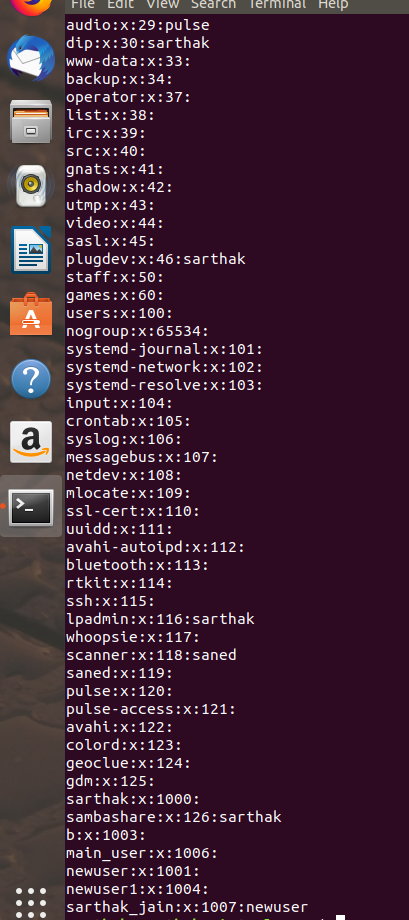 File Edit View Search Terminal Help
audio:x:29:pulse
dip:x:30:sarthak
www-data:x:33:
backup:x:34:
operator:x:37:
list:x:38:
irc:x:39:
src:x:40:
gnats:x:41:
shadow:x:42:
utmp:x:43:
video:x:44:
sasl:x:45:
plugdev:x:46:sarthak
staff:x:50:
games:x:60:
users:x:100:
nogroup:x:65534:
systemd-journal:x:101:
systemd-network:x:102:
systemd-resolve:x:103:
input:x:104:
crontab:x:105:
syslog:x:106:
messagebus:x:107:
netdev:x:108:
mlocate:x:109:
ssl-cert:x:110:
uuidd:x:111:
avahi-autoipd:x:112:
bluetooth:x:113:
rtkit:x:114:
ssh:x:115:
lpadmin:x:116:sarthak
whoopsie:x:117:
scanner:x:118:saned
saned:x:119:
pulse:x:120:
pulse-access:x:121:
avahi:x:122:
colord:x:123:
geoclue:x:124:
gdm:x:125:
sarthak:x:1000:
sambashare:x:126:sarthak
b:x:1003:
main_user:x:1006:
newuser:x:1001:
newuser1:x:1004:
sarthak_jain:x:1007:newuser